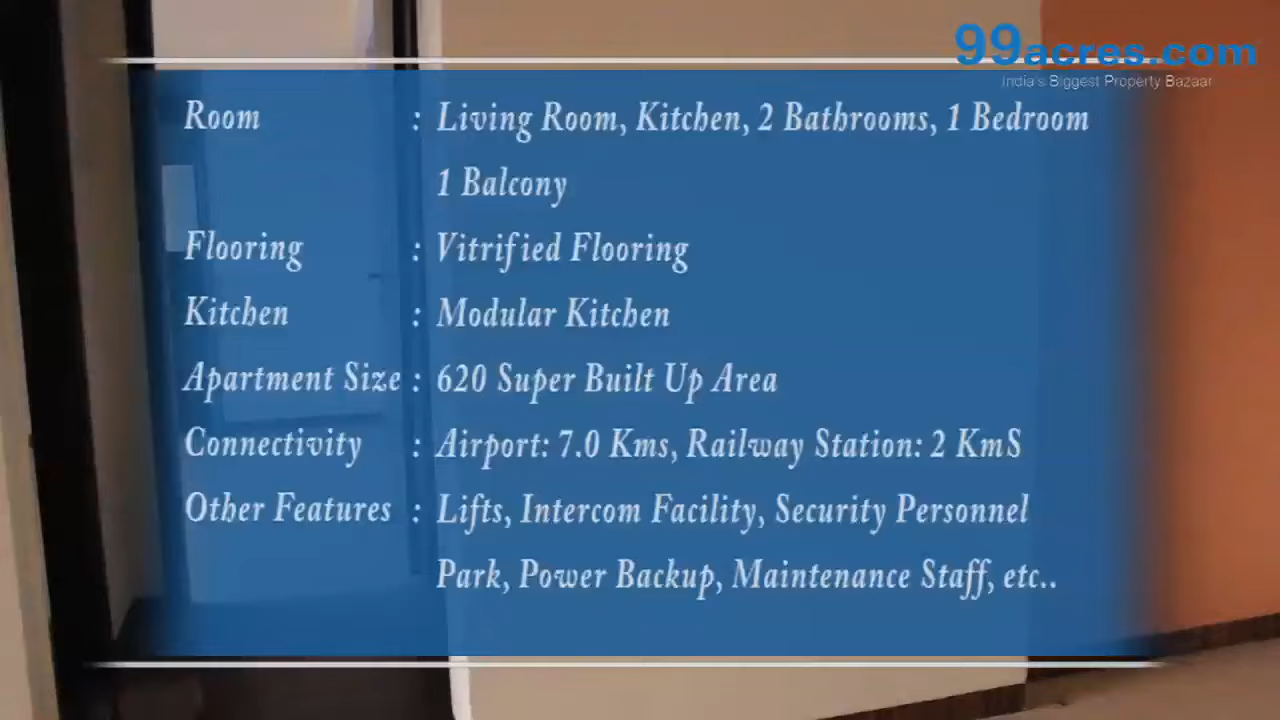 99acres.com
India's Biggest Property Bazaar
Room : Living Room, Kitchen, 2 Bathrooms, 1 Bedroom
1 Balcony
Flooring : Vitrified Flooring
Kitchen : Modular Kitchen
Apartment Size : 620 Super Built Up Area
Connectivity : Airport: 7.0 Kms, Railway Station: 2 KmS
Other Features : Lifts, Intercom Facility, Security Personnel
Park, Power Backup, Maintenance Staff, etc..